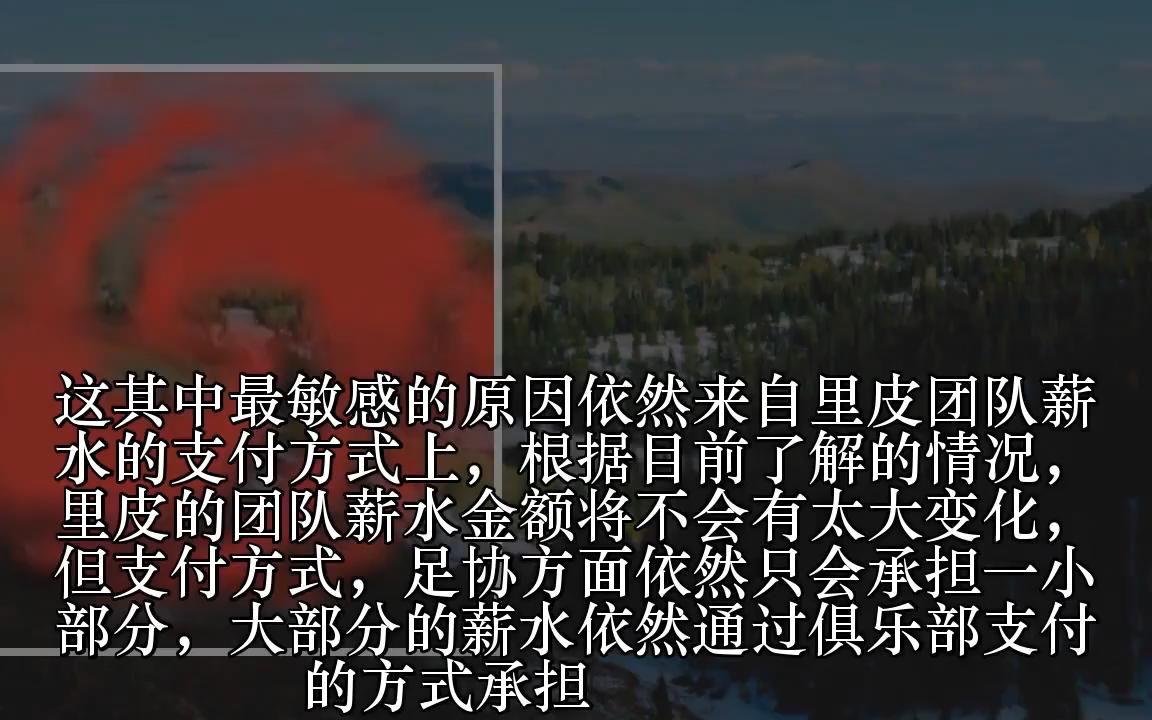 这其中最敏感的原因依然来自里皮团队薪
水的支付方式上，根据目前了解的情况，
里皮的团队薪水金额将不会有太大变化，
但支付方式，足协方面依然只会承担一小
部分，大部分的薪水依然通过俱乐部支付
的方式承担